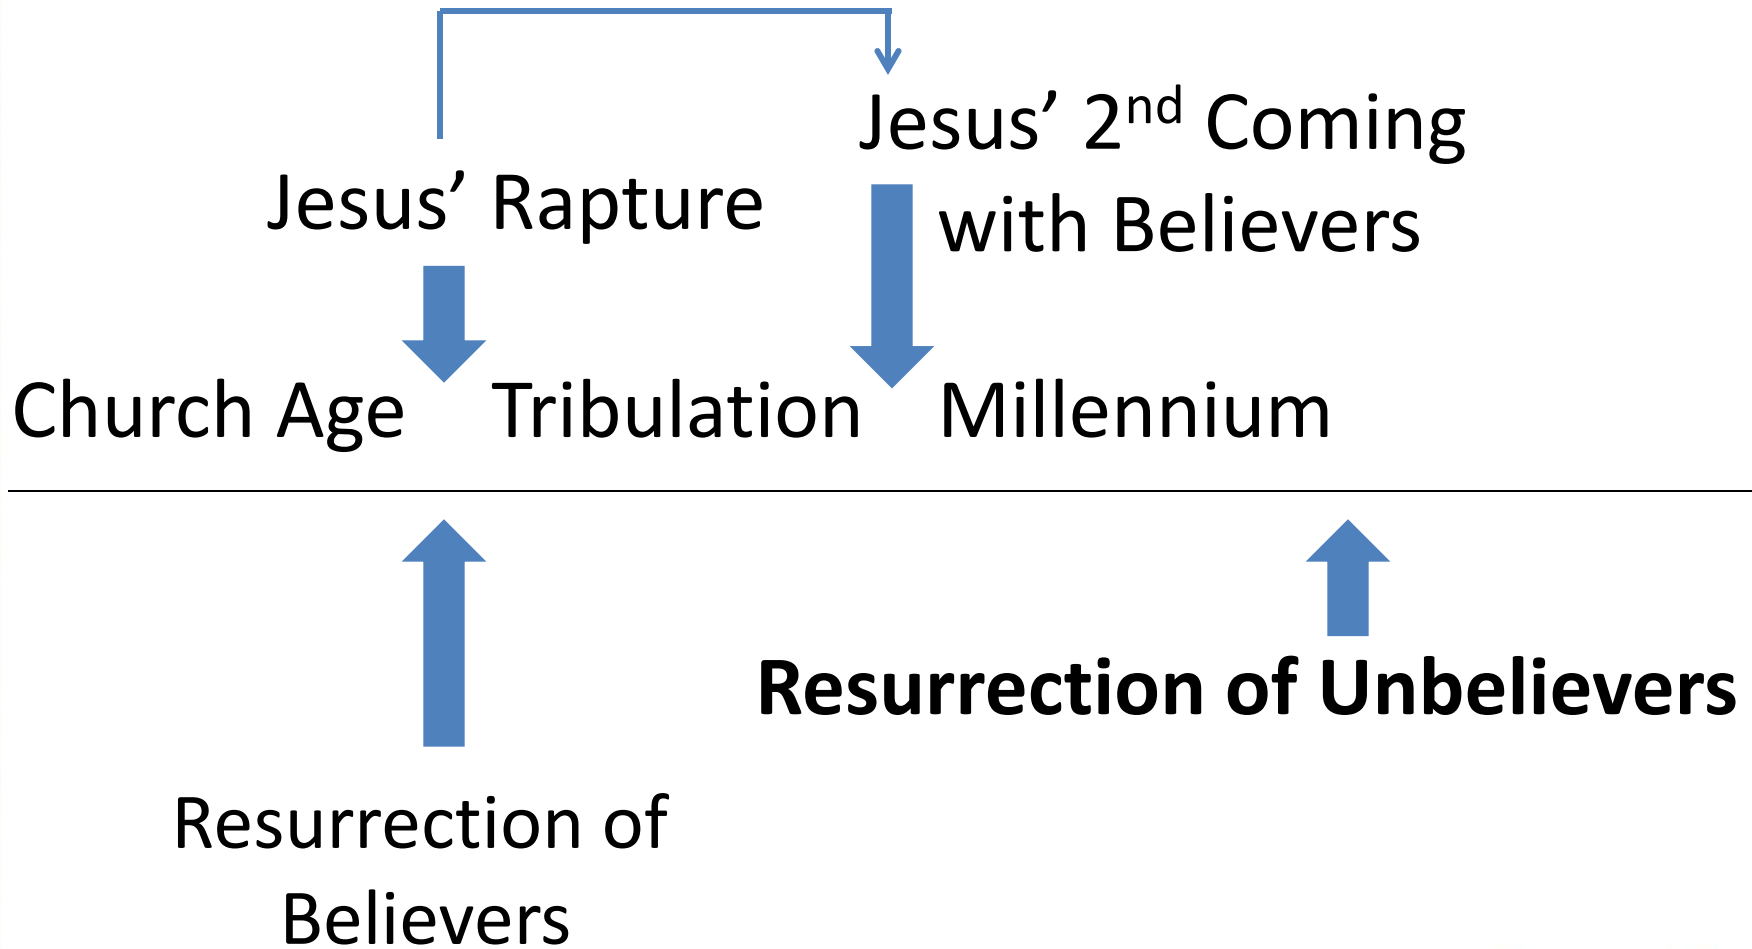 Jesus’ 2nd Coming
with Believers
Jesus’ Rapture
Church Age Tribulation Millennium
Resurrection of Unbelievers
Resurrection of
Believers